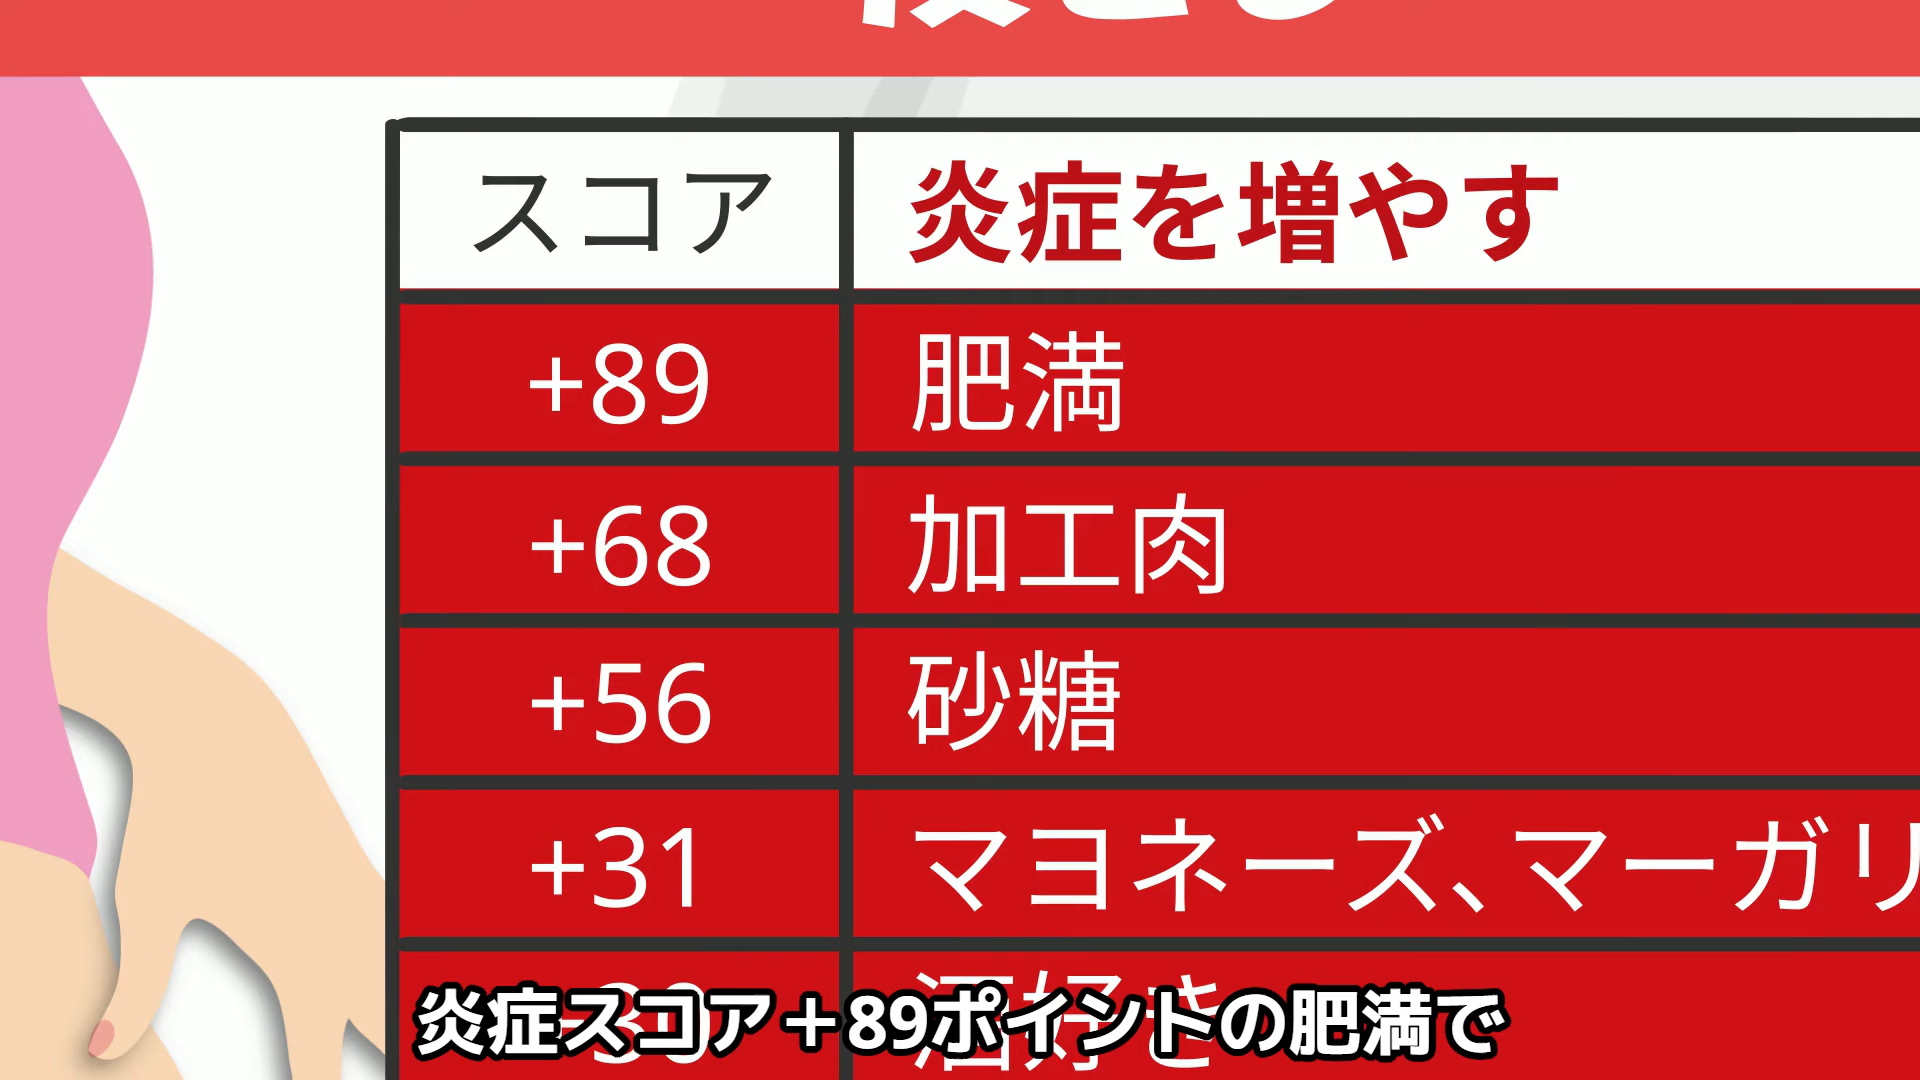 スコア 炎症を増やす
+89 肥満
+68 加工肉
+56 砂糖
+31 マヨネーズ、マーガリ
炎症スコア＋89ポイントの肥満で